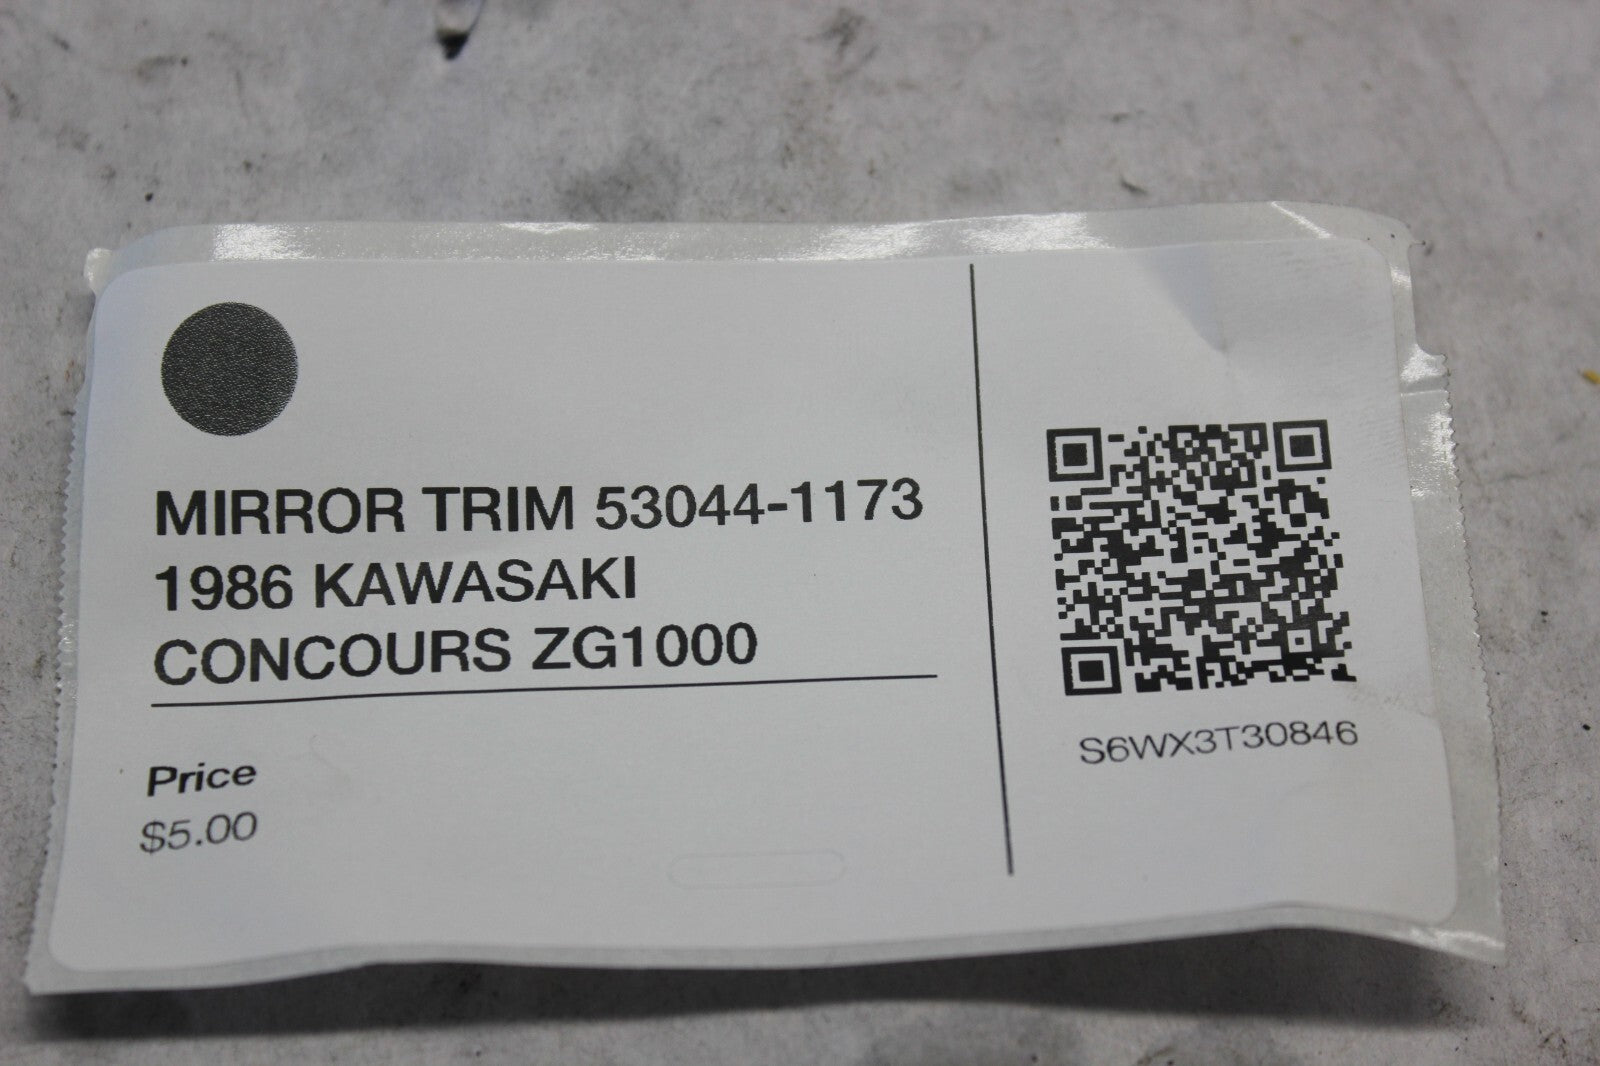 MIRROR TRIM 53044-1173
1986 KAWASAKI
CONCOURS ZG1000
Price
$5.00
S6WX3T30846